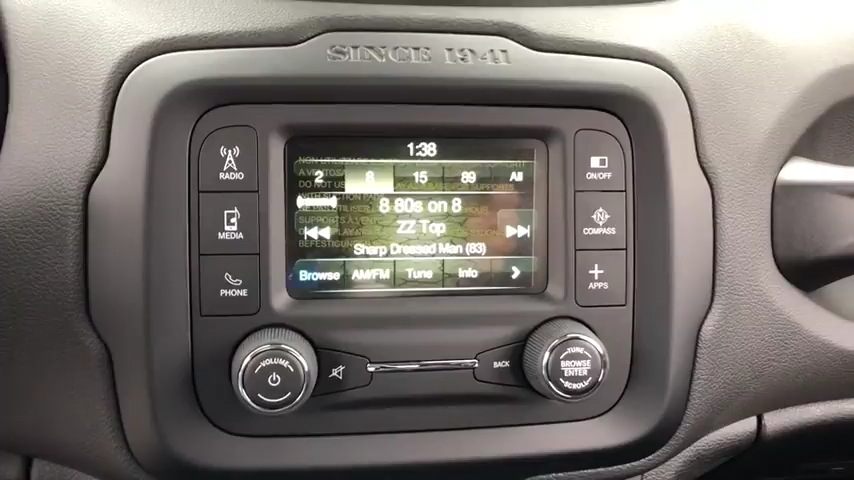 SINCE 1941
1:38
2 8 15 89 All
8 80s on 8
ZZ Top
Sharp Dressed Man (83)
Browse AM/FM Tune Info
RADIO
MEDIA
PHONE
ON/OFF
COMPASS
APPS
VOLUME
BACK
TUNE
BROWSE
ENTER
SCROLL